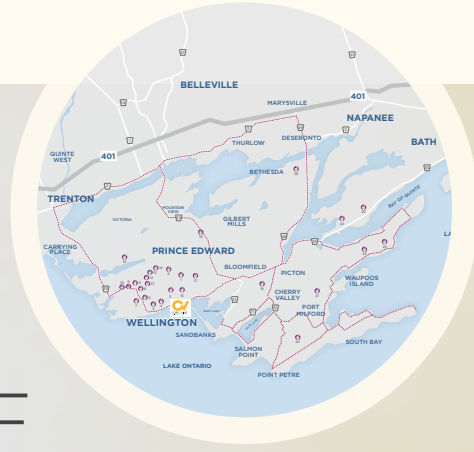 BELLEVILLE
401
MARYSVILLE
NAPANEE
THURLOW
DESERONTO
BATH
QUINTE
WEST
401
BETHESDA
TRENTON
BAY OF QUINTE
MOUNTAIN
VIEW
VICTORIA
GILBERT
MILLS
CARRYING
PLACE
PRINCE EDWARD
BLOOMFIELD
PICTON
WAUPOOS
ISLAND
CHERRY
VALLEY
PORT
MILFORD
WELLINGTON
SANDBANKS
SOUTH BAY
SALMON
POINT
LAKE ONTARIO
POINT PETRE